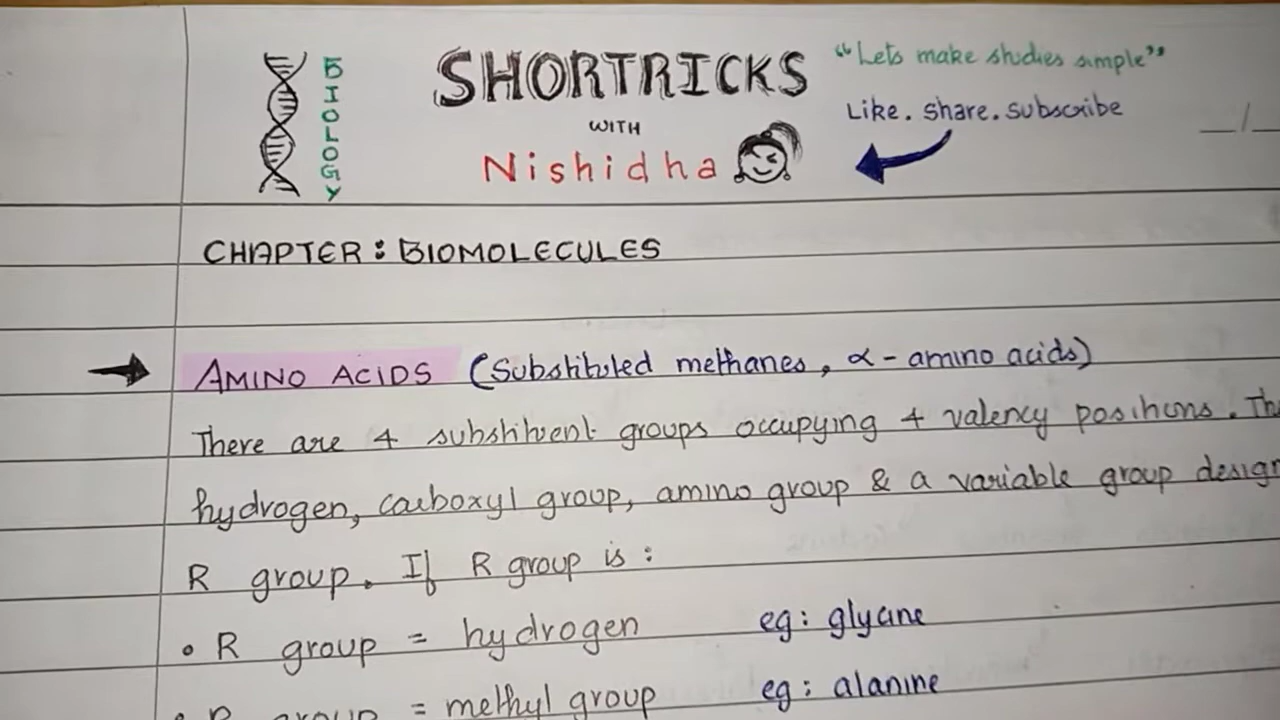 BIOLOGY
SHORTRICKS
WITH
Nishidha
"Lets make studies simple"
Like. share. subscribe
CHAPTER: BIOMOLECULES
AMINO ACIDS (Substituted methanes, α-amino acids)
There are 4 substituent groups occupying 4 valency positions.
hydrogen, carboxyl group, amino group & a variable group
R group. If R group is:
• R group = hydrogen eg: glycine
• R group = methyl group eg: alanine